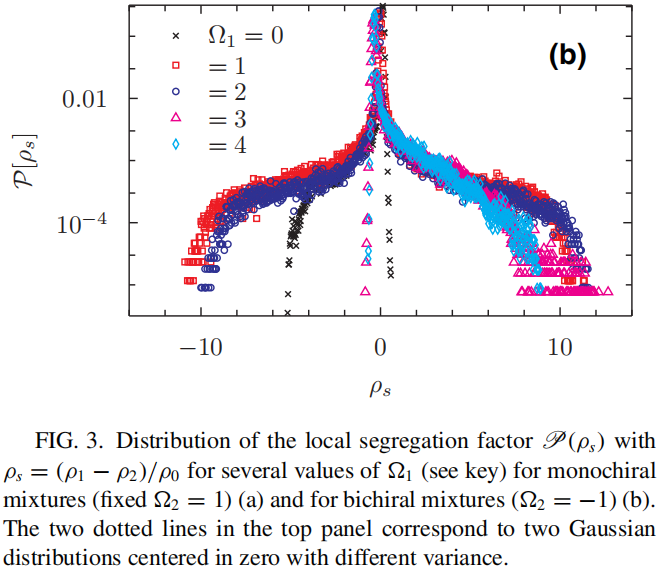 Ω₁ = 0
= 1
= 2
= 3
= 4
(b)
0.01
10⁻⁴
𝒫[ρₛ]
−10
0
10
ρₛ
FIG. 3. Distribution of the local segregation factor 𝒫(ρₛ) with
ρₛ = (ρ₁ − ρ₂)/ρ₀ for several values of Ω₁ (see key) for monochiral
mixtures (fixed Ω₂ = 1) (a) and for bichiral mixtures (Ω₂ = −1) (b).
The two dotted lines in the top panel correspond to two Gaussian
distributions centered in zero with different variance.